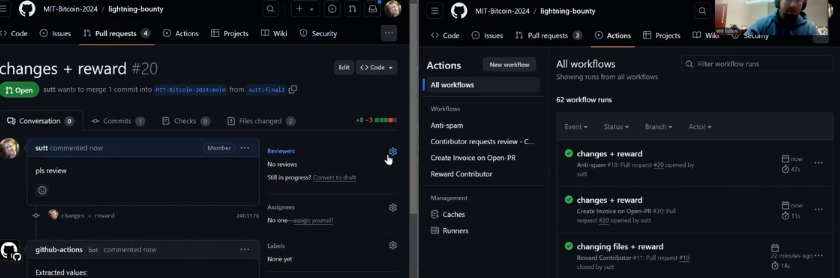 MIT-Bitcoin-2024 / lightning-bounty
Code
Issues
Pull requests 4
Actions
Projects
Wiki
Security
changes + reward #20
Edit
<> Code
Open
sutt wants to merge 1 commit into MIT-Bitcoin-2024:main from sutt:final2
Conversation 0
Commits 1
Checks 0
Files changed 2
+8 −3
sutt commented now
Member
pls review
changes + reward
github-actions bot commented now
Extracted values:
Reviewers
No reviews
Still in progress? Convert to draft
Assignees
No one—assign yourself
Labels
None yet
MIT-Bitcoin-2024 / lightning-bounty
Code
Issues
Pull requests 3
Actions
Projects
Wiki
Security
Actions
New workflow
All workflows
Workflows
Anti-spam
Contirbutor requests review - C...
Create Invoice on Open-PR
Reward Contributor
Management
Caches
Runners
All workflows
Showing runs from all workflows
Filter workflow runs
62 workflow runs
Event
Status
Branch
Actor
changes + reward
Anti-spam #18: Pull request #20 opened by sutt
now
47s
changes + reward
Create Invoice on Open-PR #20: Pull request #20 opened by sutt
now
11s
changing files + reward
Reward Contributor #11: Pull request #19 closed by sutt
22 minutes ago
14s